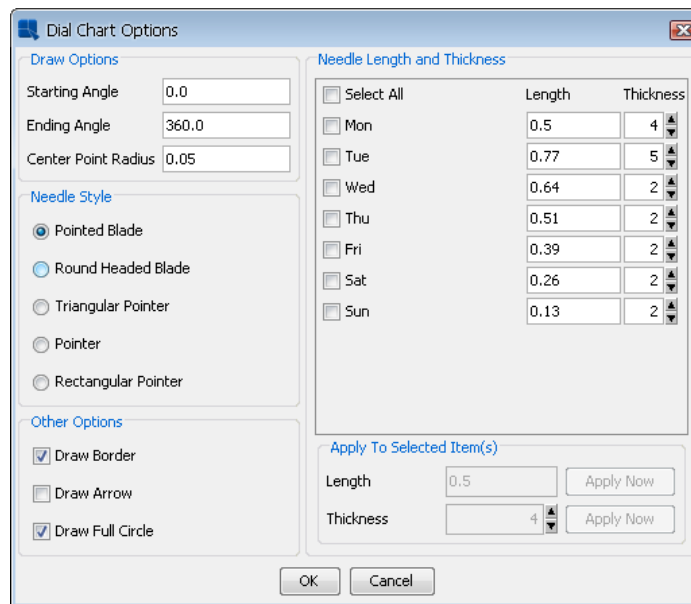 Dial Chart Options
Draw Options
Starting Angle 0.0
Ending Angle 360.0
Center Point Radius 0.05
Needle Style
Pointed Blade
Round Headed Blade
Triangular Pointer
Pointer
Rectangular Pointer
Other Options
Draw Border
Draw Arrow
Draw Full Circle
Needle Length and Thickness
Select All Length Thickness
Mon 0.5 4
Tue 0.77 5
Wed 0.64 2
Thu 0.51 2
Fri 0.39 2
Sat 0.26 2
Sun 0.13 2
Apply To Selected Item(s)
Length 0.5 Apply Now
Thickness 4 Apply Now
OK Cancel